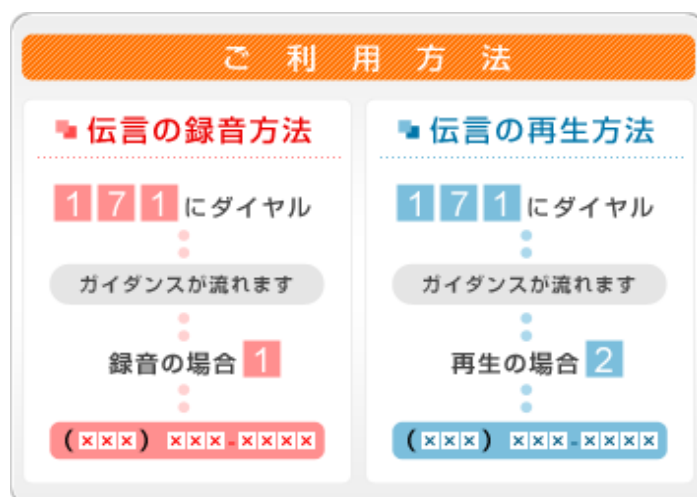 ご利用方法
伝言の録音方法
171にダイヤル
ガイダンスが流れます
録音の場合1
(×××) ×××-××××
伝言の再生方法
171にダイヤル
ガイダンスが流れます
再生の場合2
(×××) ×××-××××